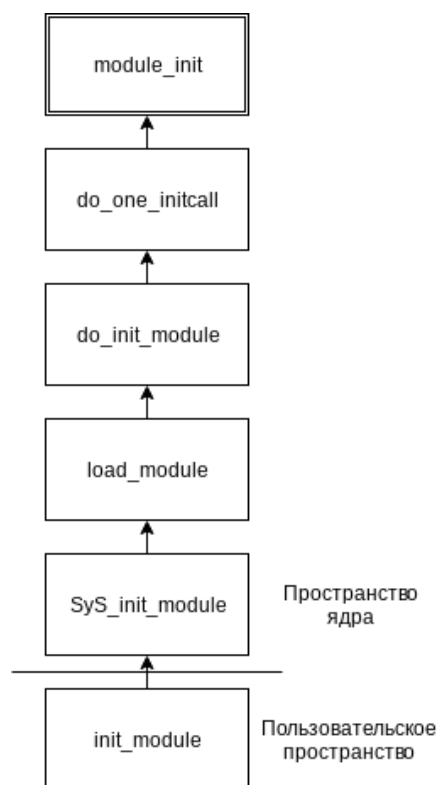 module_init
do_one_initcall
do_init_module
load_module
SyS_init_module
Пространство
ядра
init_module
Пользовательское
пространство